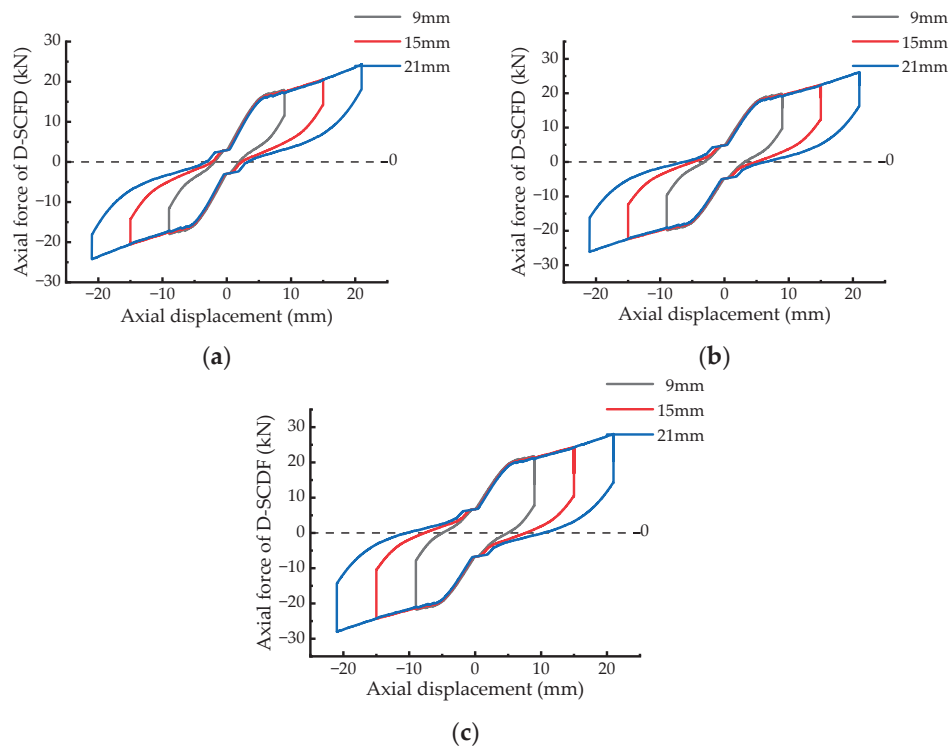 9mm
15mm
21mm
Axial force of D-SCFD (kN)
30
20
10
0
−10
−20
−30
0
−20
−10
0
10
20
Axial displacement (mm)
(a)
9mm
15mm
21mm
Axial force of D-SCFD (kN)
30
20
10
0
−10
−20
−30
0
−20
−10
0
10
20
Axial displacement (mm)
(b)
9mm
15mm
21mm
Axial force of D-SCDF (kN)
30
20
10
0
−10
−20
−30
0
−20
−10
0
10
20
Axial displacement (mm)
(c)